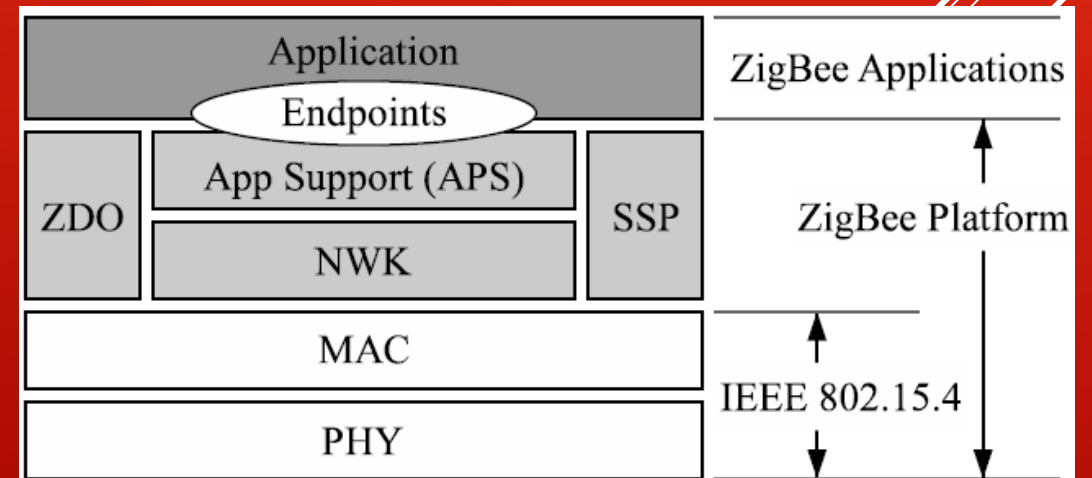 Application
ZigBee Applications
Endpoints
App Support (APS)
ZDO
SSP
ZigBee Platform
NWK
MAC
IEEE 802.15.4
PHY